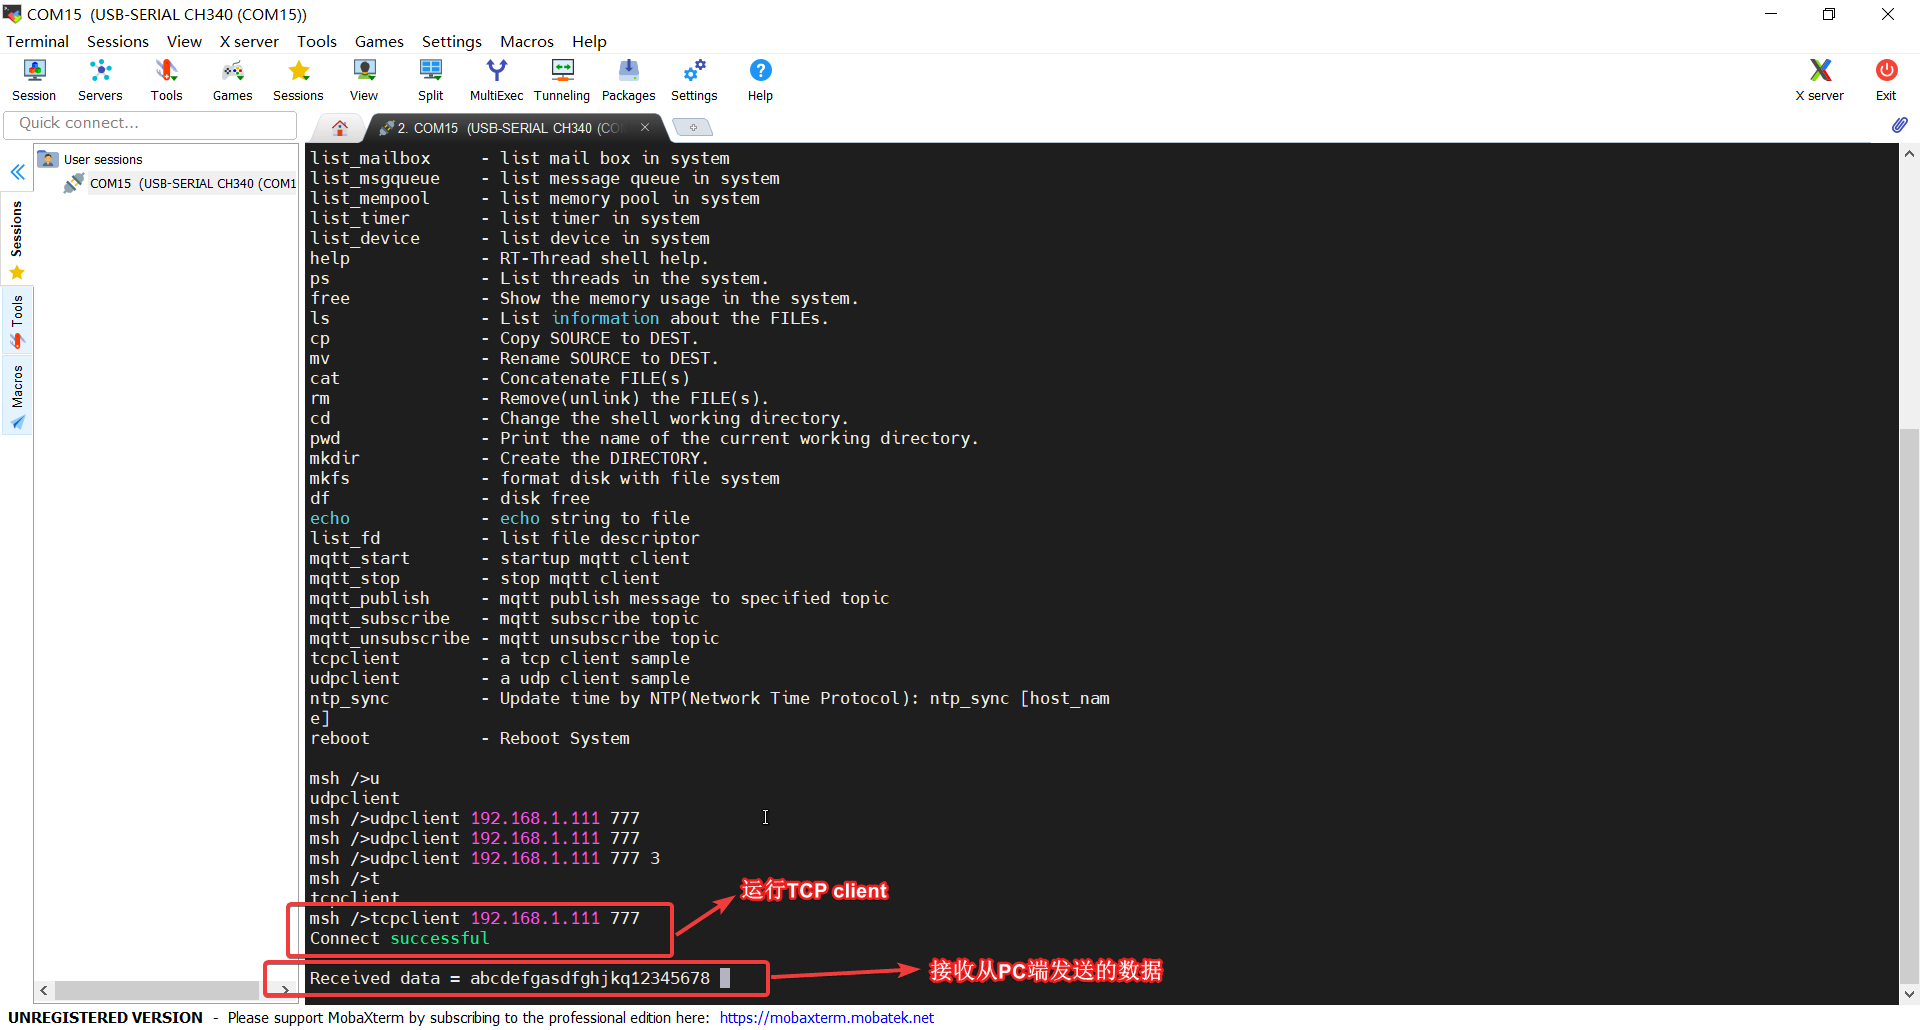 COM15  (USB-SERIAL CH340 (COM15))
Terminal Sessions View X server Tools Games Settings Macros Help
Session Servers Tools Games Sessions View Split MultiExec Tunneling Packages Settings Help X server Exit
Quick connect...
2. COM15  (USB-SERIAL CH340 (CO
User sessions
COM15  (USB-SERIAL CH340 (COM1
Sessions
Tools
Macros
list_mailbox     - list mail box in system
list_msgqueue    - list message queue in system
list_mempool     - list memory pool in system
list_timer       - list timer in system
list_device      - list device in system
help             - RT-Thread shell help.
ps               - List threads in the system.
free             - Show the memory usage in the system.
ls               - List information about the FILEs.
cp               - Copy SOURCE to DEST.
mv               - Rename SOURCE to DEST.
cat              - Concatenate FILE(s)
rm               - Remove(unlink) the FILE(s).
cd               - Change the shell working directory.
pwd              - Print the name of the current working directory.
mkdir            - Create the DIRECTORY.
mkfs             - format disk with file system
df               - disk free
echo             - echo string to file
list_fd          - list file descriptor
mqtt_start       - startup mqtt client
mqtt_stop        - stop mqtt client
mqtt_publish     - mqtt publish message to specified topic
mqtt_subscribe   - mqtt subscribe topic
mqtt_unsubscribe - mqtt unsubscribe topic
tcpclient        - a tcp client sample
udpclient        - a udp client sample
ntp_sync         - Update time by NTP(Network Time Protocol): ntp_sync [host_nam
e]
reboot           - Reboot System
msh />u
udpclient
msh />udpclient 192.168.1.111 777
msh />udpclient 192.168.1.111 777
msh />udpclient 192.168.1.111 777 3
msh />t
tcpclient
运行TCP client
msh />tcpclient 192.168.1.111 777
Connect successful
Received data = abcdefgasdfghjkq12345678
接收从PC端发送的数据
UNREGISTERED VERSION  -  Please support MobaXterm by subscribing to the professional edition here:  https://mobaxterm.mobatek.net